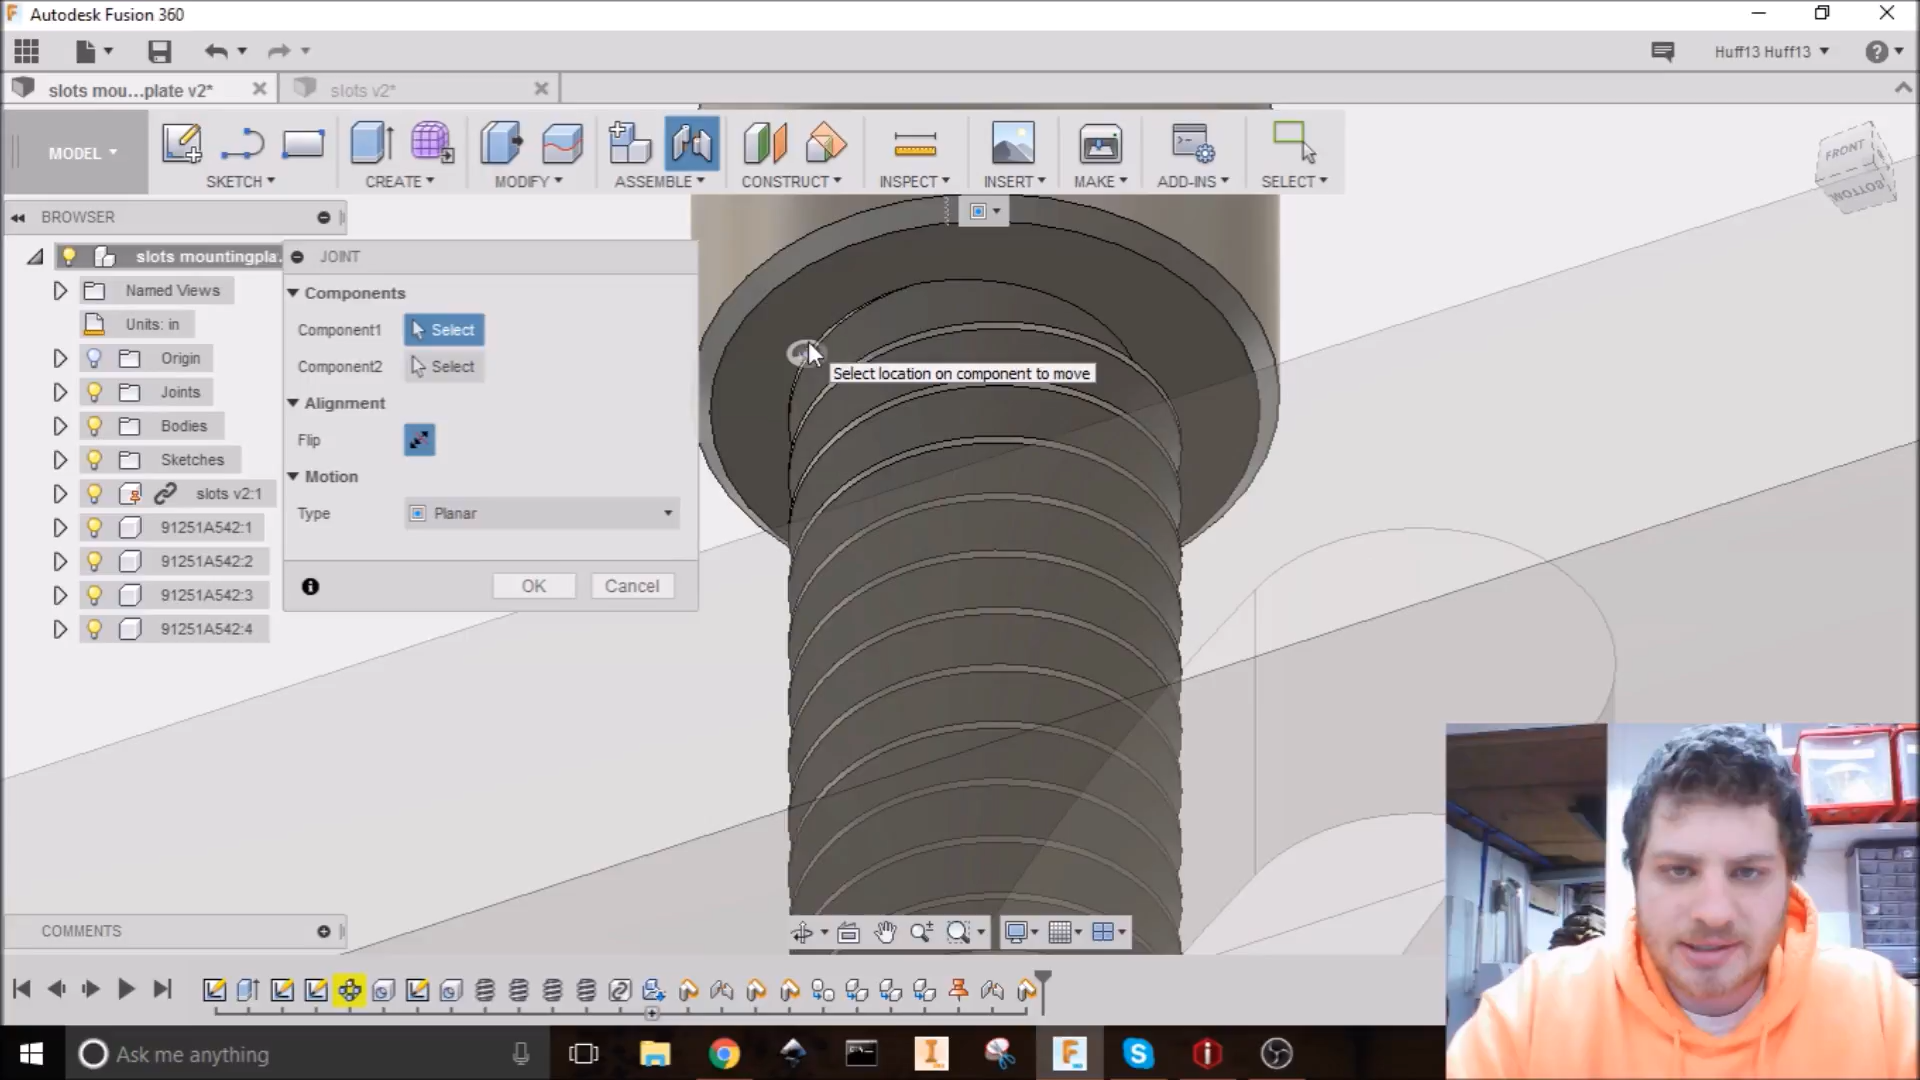 Autodesk Fusion 360
Huff13 Huff13
slots mou...plate v2*
slots v2*
MODEL
SKETCH
CREATE
MODIFY
ASSEMBLE
CONSTRUCT
INSPECT
INSERT
MAKE
ADD-INS
SELECT
FRONT
BOTTOM
BROWSER
slots mountingpla.
Named Views
Units: in
Origin
Joints
Bodies
Sketches
slots v2:1
91251A542:1
91251A542:2
91251A542:3
91251A542:4
JOINT
Components
Component1 Select
Component2 Select
Alignment
Flip
Motion
Type Planar
OK Cancel
Select location on component to move
COMMENTS
Ask me anything